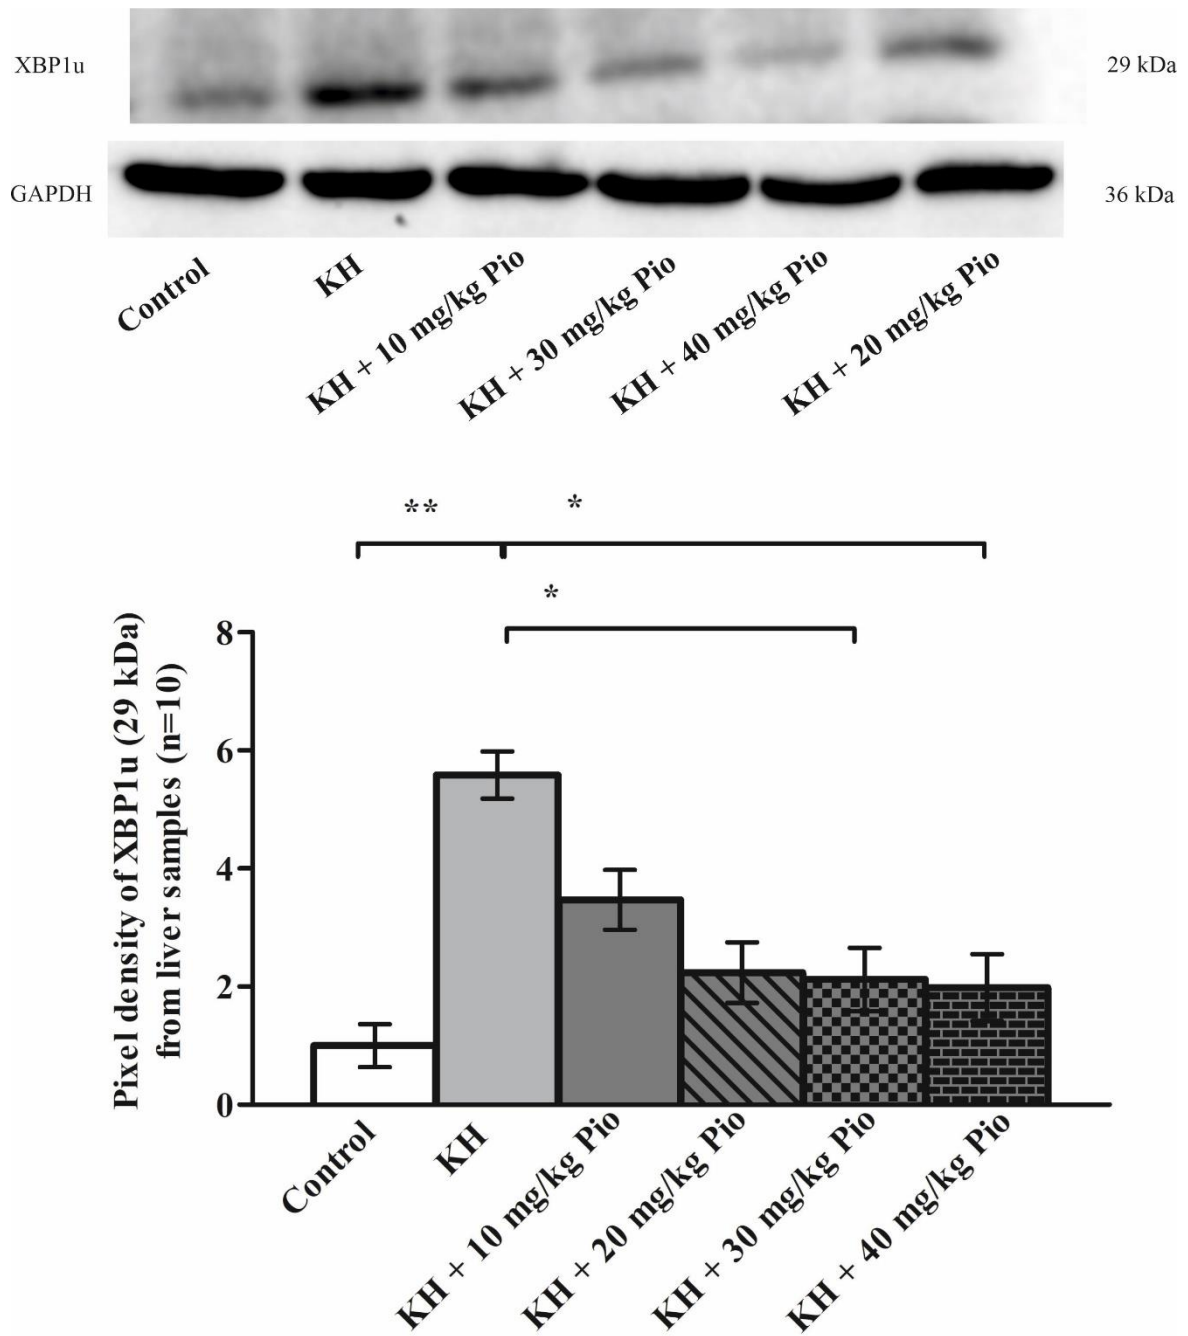 XBP1u
29 kDa
GAPDH
36 kDa
Control
KH
KH + 10 mg/kg Pio
KH + 30 mg/kg Pio
KH + 40 mg/kg Pio
KH + 20 mg/kg Pio
** *
*
Pixel density of XBP1u (29 kDa)
from liver samples (n=10)
8
6
4
2
0
Control
KH
KH + 10 mg/kg Pio
KH + 20 mg/kg Pio
KH + 30 mg/kg Pio
KH + 40 mg/kg Pio